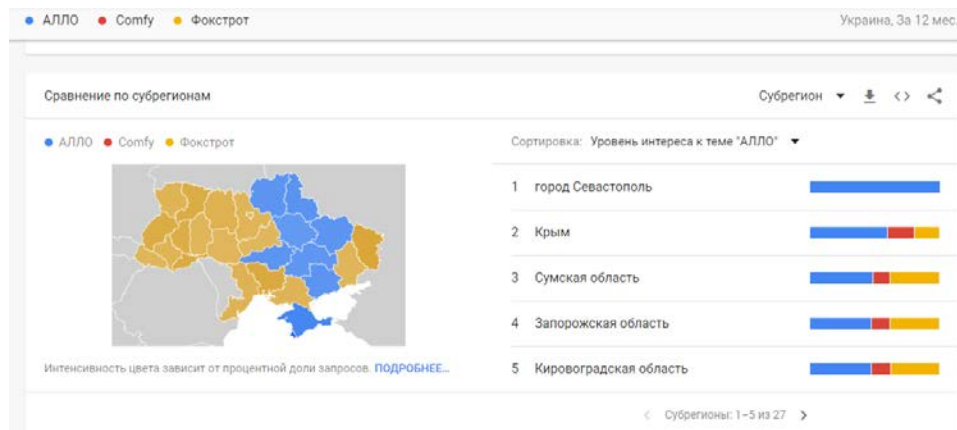 АЛЛО Comfy Фокстрот
Украина, За 12 мес.
Сравнение по субрегионам
Субрегион
АЛЛО Comfy Фокстрот
Сортировка: Уровень интереса к теме "АЛЛО"
1 город Севастополь
2 Крым
3 Сумская область
4 Запорожская область
5 Кировоградская область
Интенсивность цвета зависит от процентной доли запросов. ПОДРОБНЕЕ...
Субрегионы: 1–5 из 27